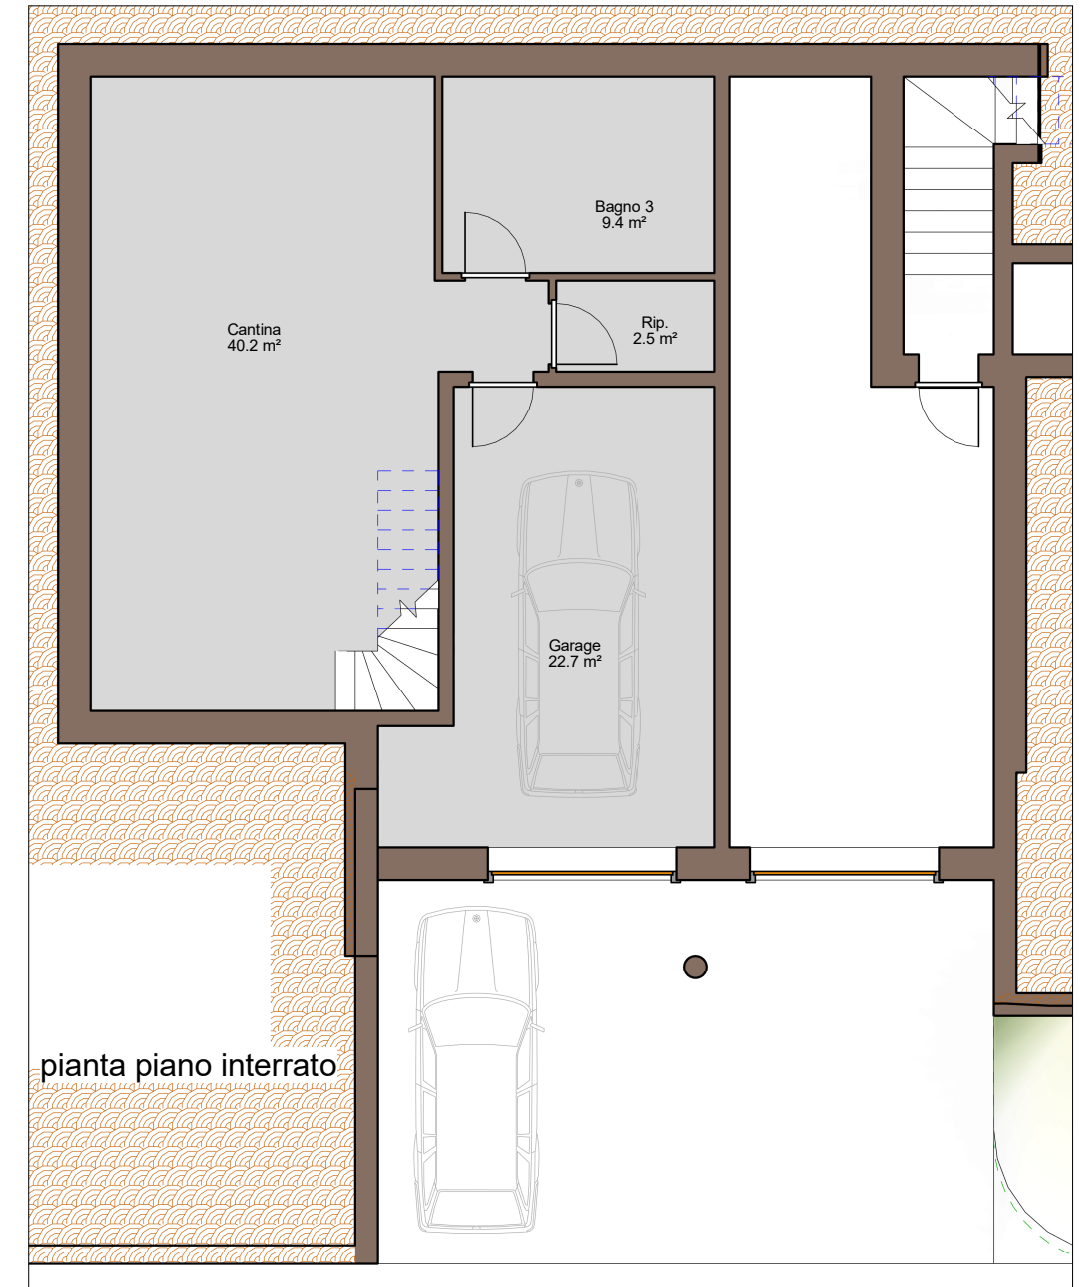 Bagno 3
9.4 m²
Cantina
40.2 m²
Rip.
2.5 m²
Garage
22.7 m²
pianta piano interrato